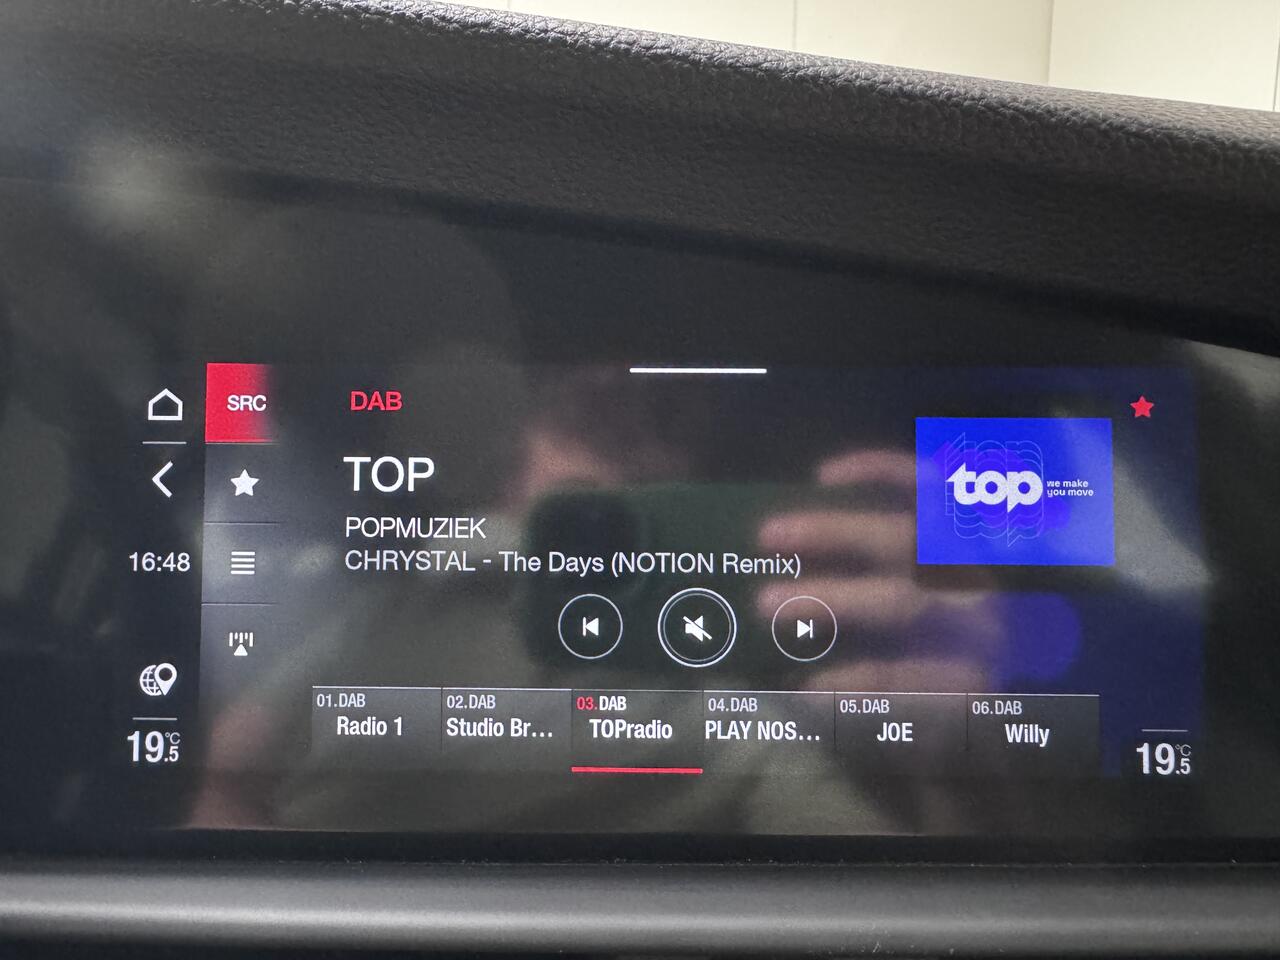 SRC
DAB
TOP
POPMUZIEK
CHRYSTAL - The Days (NOTION Remix)
top
we make
you move
16:48
01.DAB
Radio 1
02.DAB
Studio Br...
03.DAB
TOPradio
04.DAB
PLAY NOS...
05.DAB
JOE
06.DAB
Willy
19.5°C
19.5°C